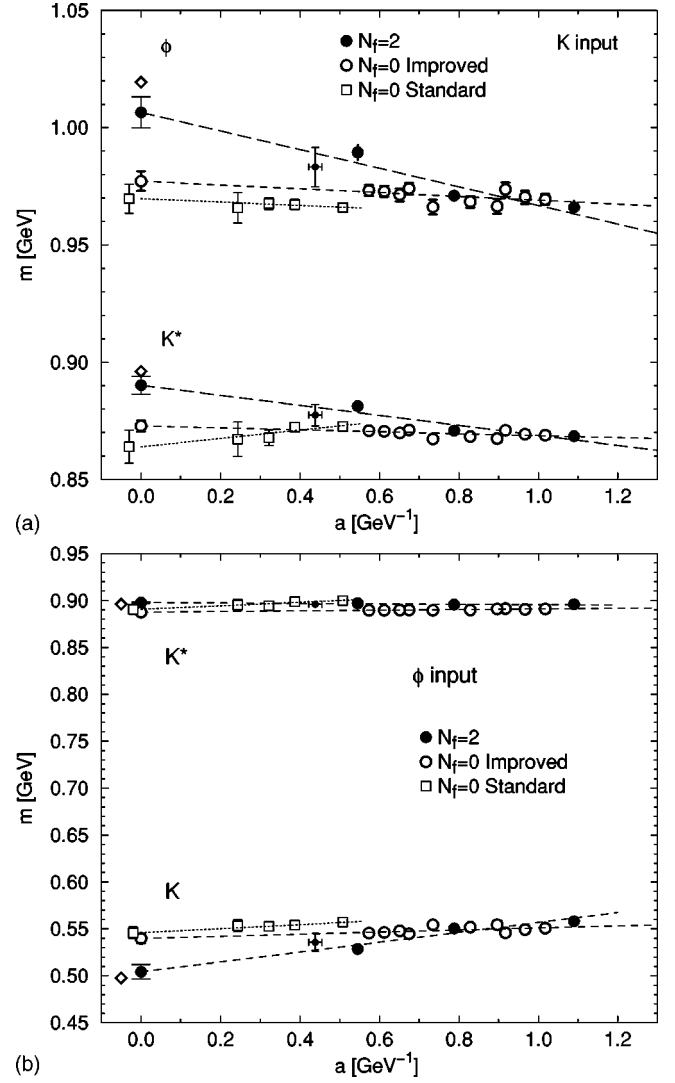 1.05
ϕ
● N_f=2
K input
○ N_f=0 Improved
□ N_f=0 Standard
1.00
m [GeV]
0.95
K*
0.90
0.85
0.0 0.2 0.4 0.6 0.8 1.0 1.2
(a)
a [GeV⁻¹]
0.95
0.90
K*
0.85
ϕ input
0.80
● N_f=2
m [GeV]
0.75
○ N_f=0 Improved
□ N_f=0 Standard
0.70
0.65
0.60
K
0.55
0.50
0.45
0.0 0.2 0.4 0.6 0.8 1.0 1.2
(b)
a [GeV⁻¹]